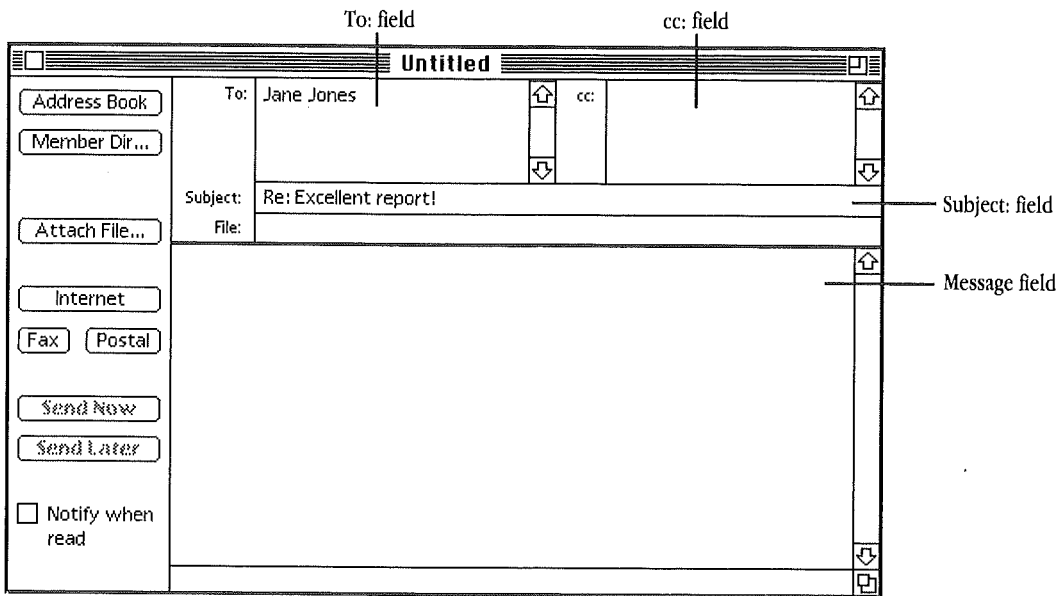 To: field
cc: field
Untitled
Address Book
Member Dir...
Attach File...
Internet
Fax Postal
Send Now
Send Later
Notify when
read
To: Jane Jones
cc:
Subject: Re: Excellent report!
File:
Subject: field
Message field